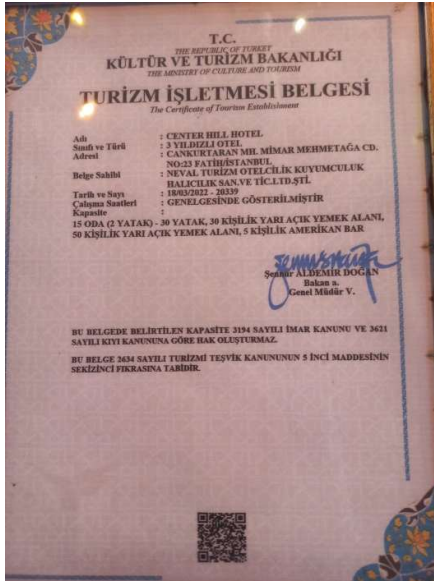 T.C.
THE REPUBLIC OF TURKEY
KÜLTÜR VE TURİZM BAKANLIĞI
THE MINISTRY OF CULTURE AND TOURISM
TURİZM İŞLETMESİ BELGESİ
The Certificate of Tourism Establishment
Adı : CENTER HILL HOTEL
Sınıfı ve Türü : 3 YILDIZLI OTEL
Adresi : CANKURTARAN MH. MİMAR MEHMETAĞA CD.
NO:23 FATİH/İSTANBUL
Belge Sahibi : NEVAL TURİZM OTELCİLİK KUYUMCULUK
HALICILIK SAN.VE TİC.LTD.ŞTİ.
Tarih ve Sayı : 18/03/2022 - 20339
Çalışma Saatleri : GENELGESİNDE GÖSTERİLMİŞTİR
Kapasite :
15 ODA (2 YATAK) - 30 YATAK, 30 KİŞİLİK YARI AÇIK YEMEK ALANI,
50 KİŞİLİK YARI AÇIK YEMEK ALANI, 5 KİŞİLİK AMERİKAN BAR
Şennur ALDEMİR DOĞAN
Bakan a.
Genel Müdür V.
BU BELGEDE BELİRTİLEN KAPASİTE 3194 SAYILI İMAR KANUNU VE 3621
SAYILI KIYI KANUNUNA GÖRE HAK OLUŞTURMAZ.
BU BELGE 2634 SAYILI TURİZMİ TEŞVİK KANUNUNUN 5 İNCİ MADDESİNİN
SEKİZİNCİ FIKRASINA TABİDİR.